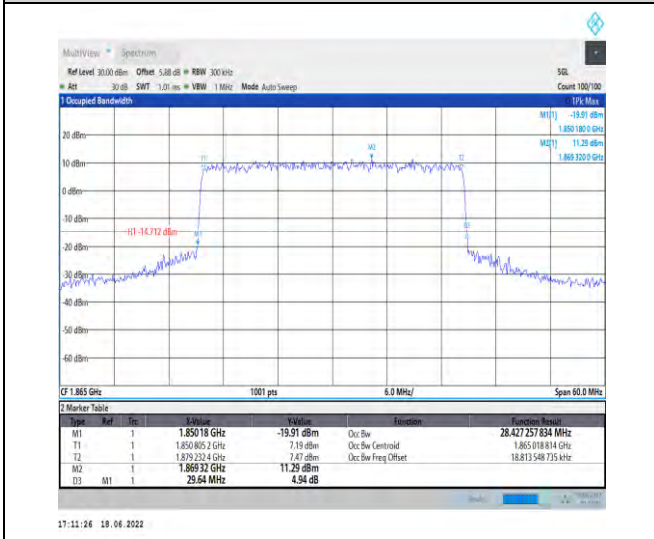 MultiView Spectrum
Ref Level 30.00 dBm Offset 5.88 dB RBW 300 kHz SGL
Att 30 dB SWT 1.01 ms VBW 1 MHz Mode Auto Sweep Count 100/100
1 Occupied Bandwidth 1Pk Max
M1[1] -19.91 dBm
1.850 180 0 GHz
M2[1] 11.29 dBm
1.869 320 0 GHz
20 dBm
M2
T1 T2
10 dBm
0 dBm
-10 dBm
H1 -14.712 dBm
M1 D3
-20 dBm
-30 dBm
-40 dBm
-50 dBm
-60 dBm
CF 1.865 GHz 1001 pts 6.0 MHz/ Span 60.0 MHz
2 Marker Table
Type Ref Trc X-Value Y-Value Function Function Result
M1 1 1.85018 GHz -19.91 dBm Occ Bw 28.427 257 834 MHz
T1 1 1.850 805 2 GHz 7.19 dBm Occ Bw Centroid 1.865 018 814 GHz
T2 1 1.879 232 4 GHz 7.47 dBm Occ Bw Freq Offset 18.813 548 735 kHz
M2 1 1.869 32 GHz 11.29 dBm
D3 M1 1 29.64 MHz 4.94 dB
17:11:26 18.06.2022